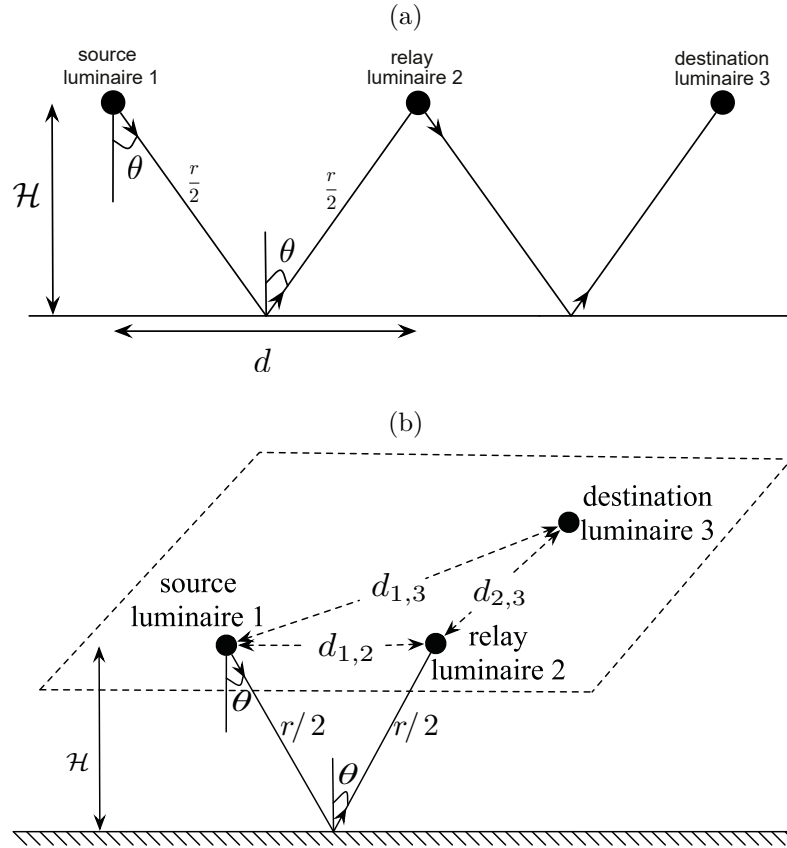 (a)
source
luminaire 1
relay
luminaire 2
destination
luminaire 3
ℋ
θ
r/2
r/2
θ
d
(b)
destination
luminaire 3
source
luminaire 1
d₁,₃
d₂,₃
d₁,₂
relay
luminaire 2
θ
r/2
r/2
ℋ
θ